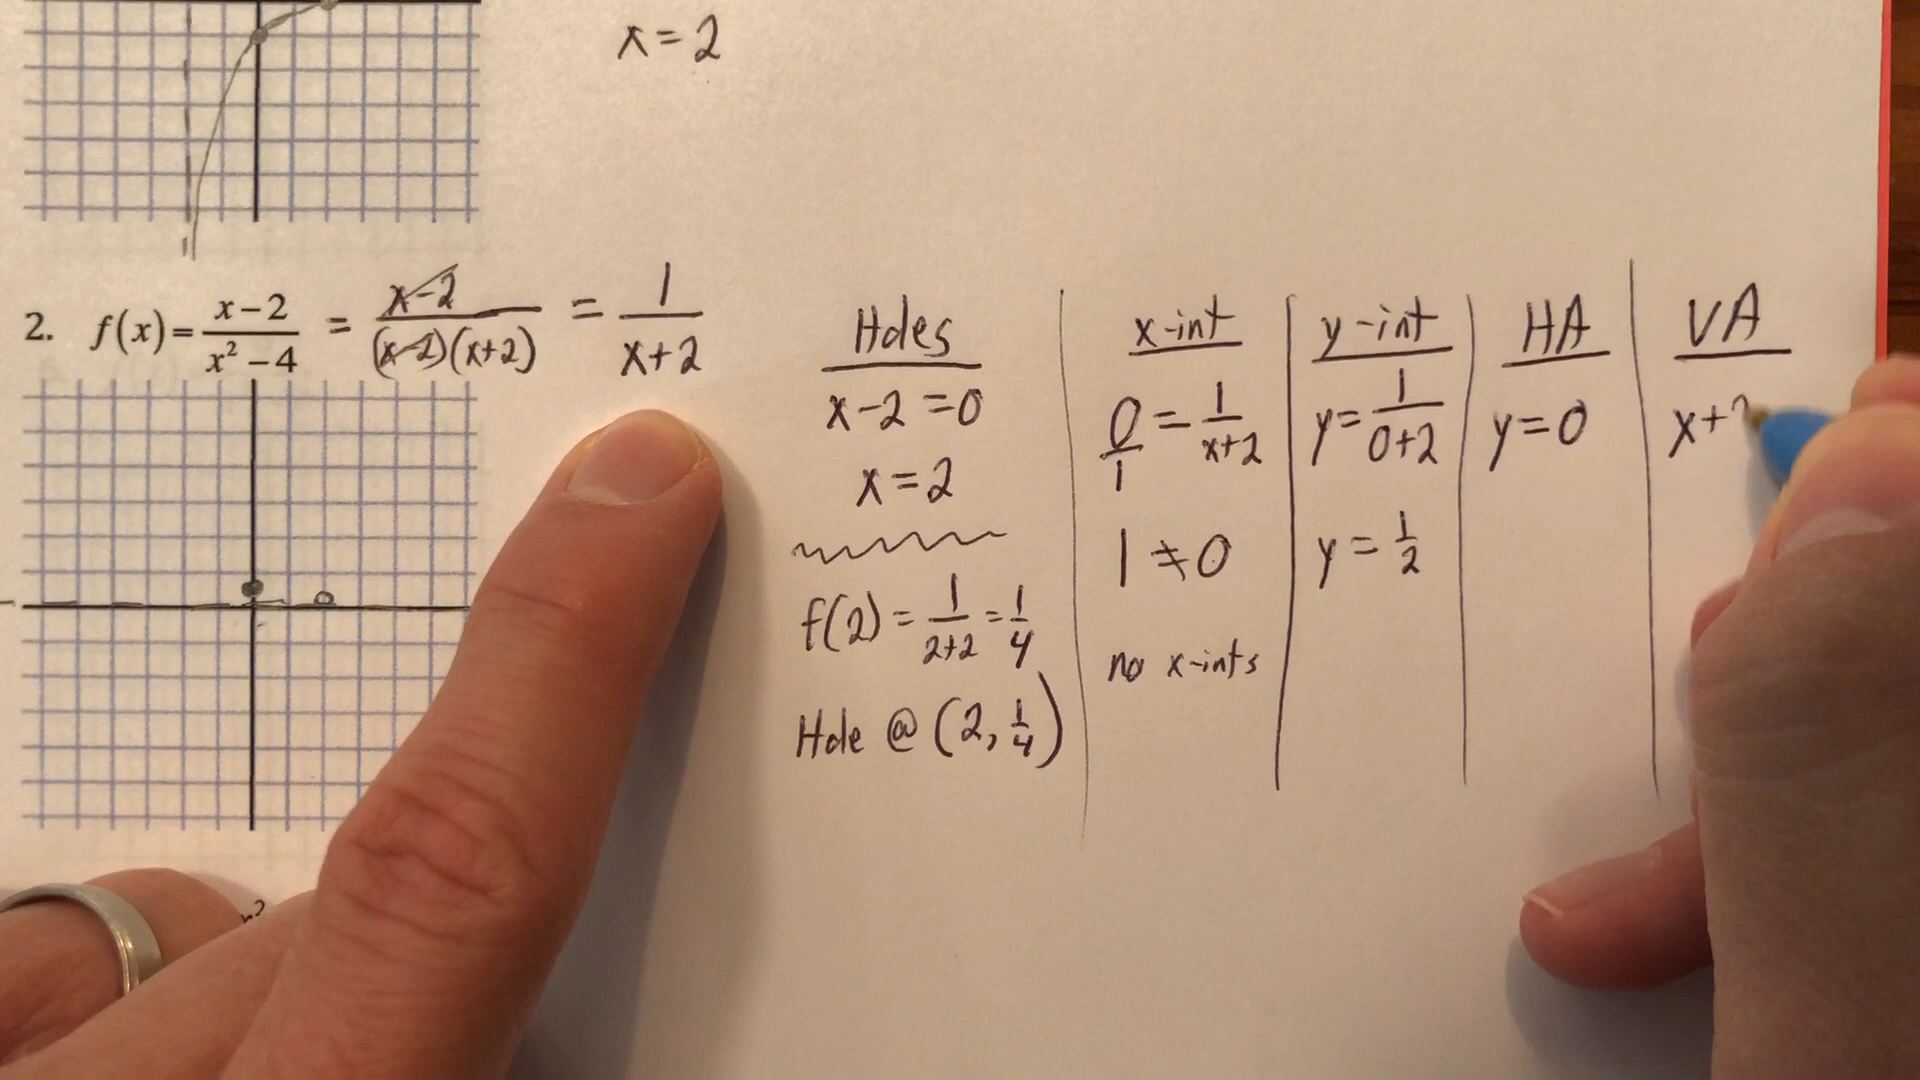 x = 2
2. f(x) = x-2 / x² - 4 = x-2 / (x-2)(x+2) = 1 / x+2
Holes
x-2 = 0
x = 2
f(2) = 1 / 2+2 = 1/4
Hole @ (2, 1/4)
x-int
0/1 = 1 / x+2
1 ≠ 0
no x-ints
y-int
y = 1 / 0+2
y = 1/2
HA
y = 0
VA
x+